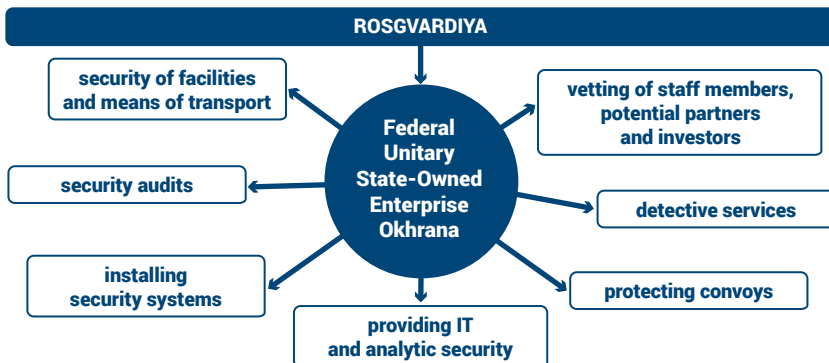 ROSGVARDIYA
security of facilities
and means of transport
vetting of staff members,
potential partners
and investors
Federal
Unitary
State-Owned
Enterprise
Okhrana
security audits
detective services
installing
security systems
protecting convoys
providing IT
and analytic security